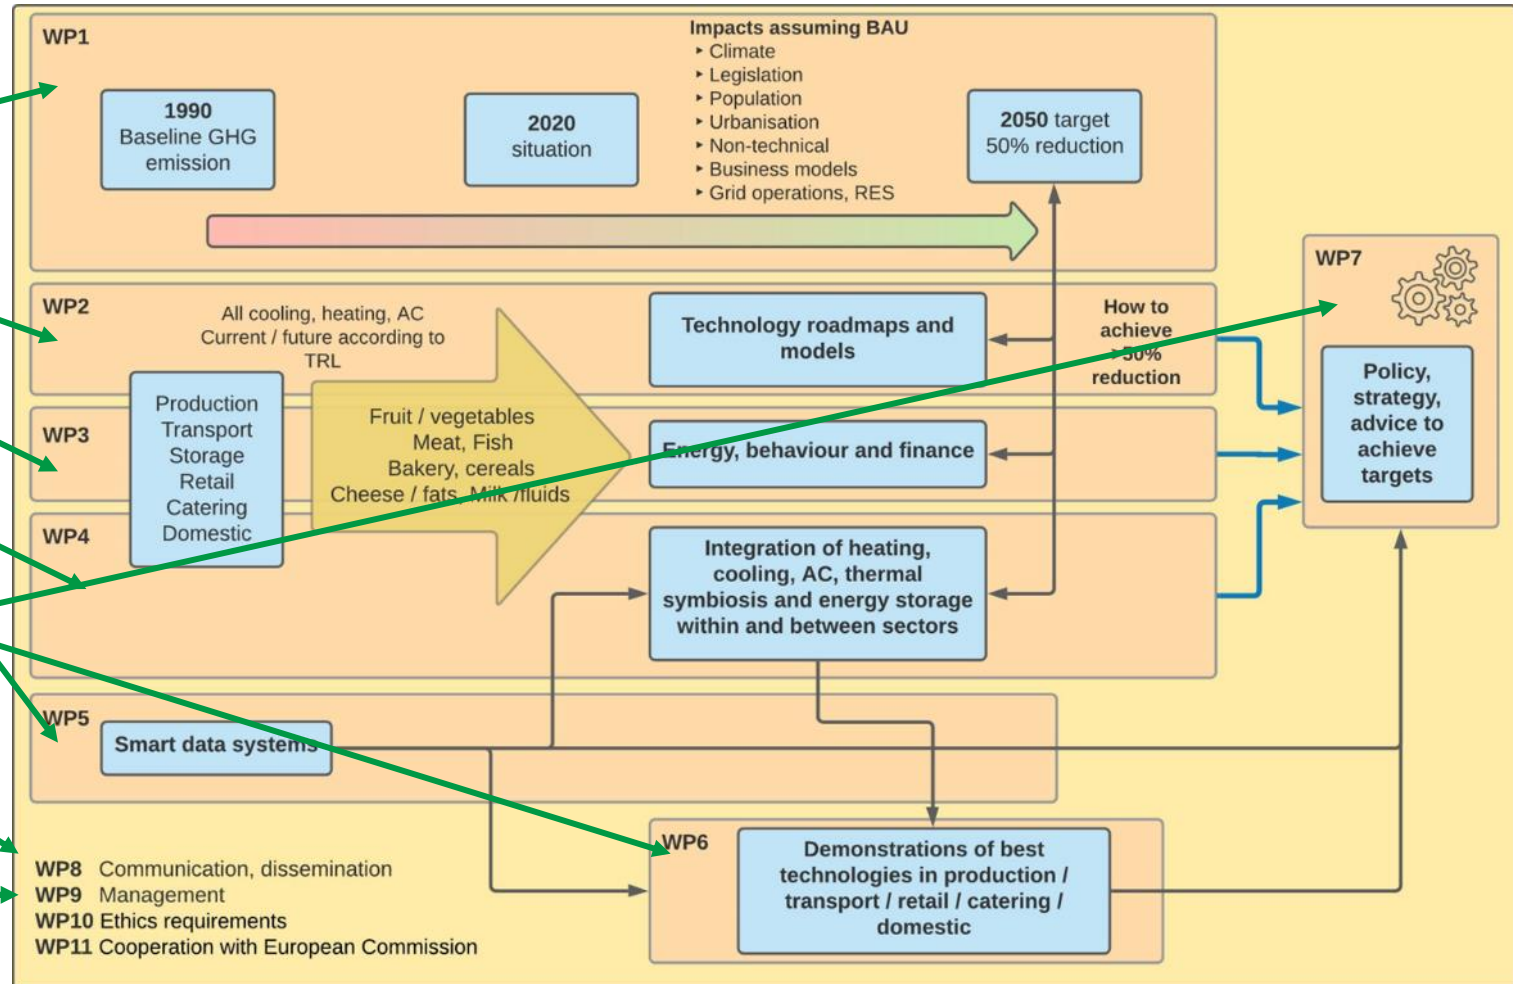 WP1
1990
Baseline GHG
emission
2020
situation
Impacts assuming BAU
‣ Climate
‣ Legislation
‣ Population
‣ Urbanisation
‣ Non-technical
‣ Business models
‣ Grid operations, RES
2050 target
50% reduction
WP2
All cooling, heating, AC
Current / future according to
TRL
Technology roadmaps and
models
How to
achieve
>50%
reduction
WP3
Production
Transport
Storage
Retail
Catering
Domestic
Fruit / vegetables
Meat, Fish
Bakery, cereals
Cheese / fats, Milk /fluids
Energy, behaviour and finance
WP4
Integration of heating,
cooling, AC, thermal
symbiosis and energy storage
within and between sectors
WP7
Policy,
strategy,
advice to
achieve
targets
WP5
Smart data systems
WP6
Demonstrations of best
technologies in production /
transport / retail / catering /
domestic
WP8 Communication, dissemination
WP9 Management
WP10 Ethics requirements
WP11 Cooperation with European Commission